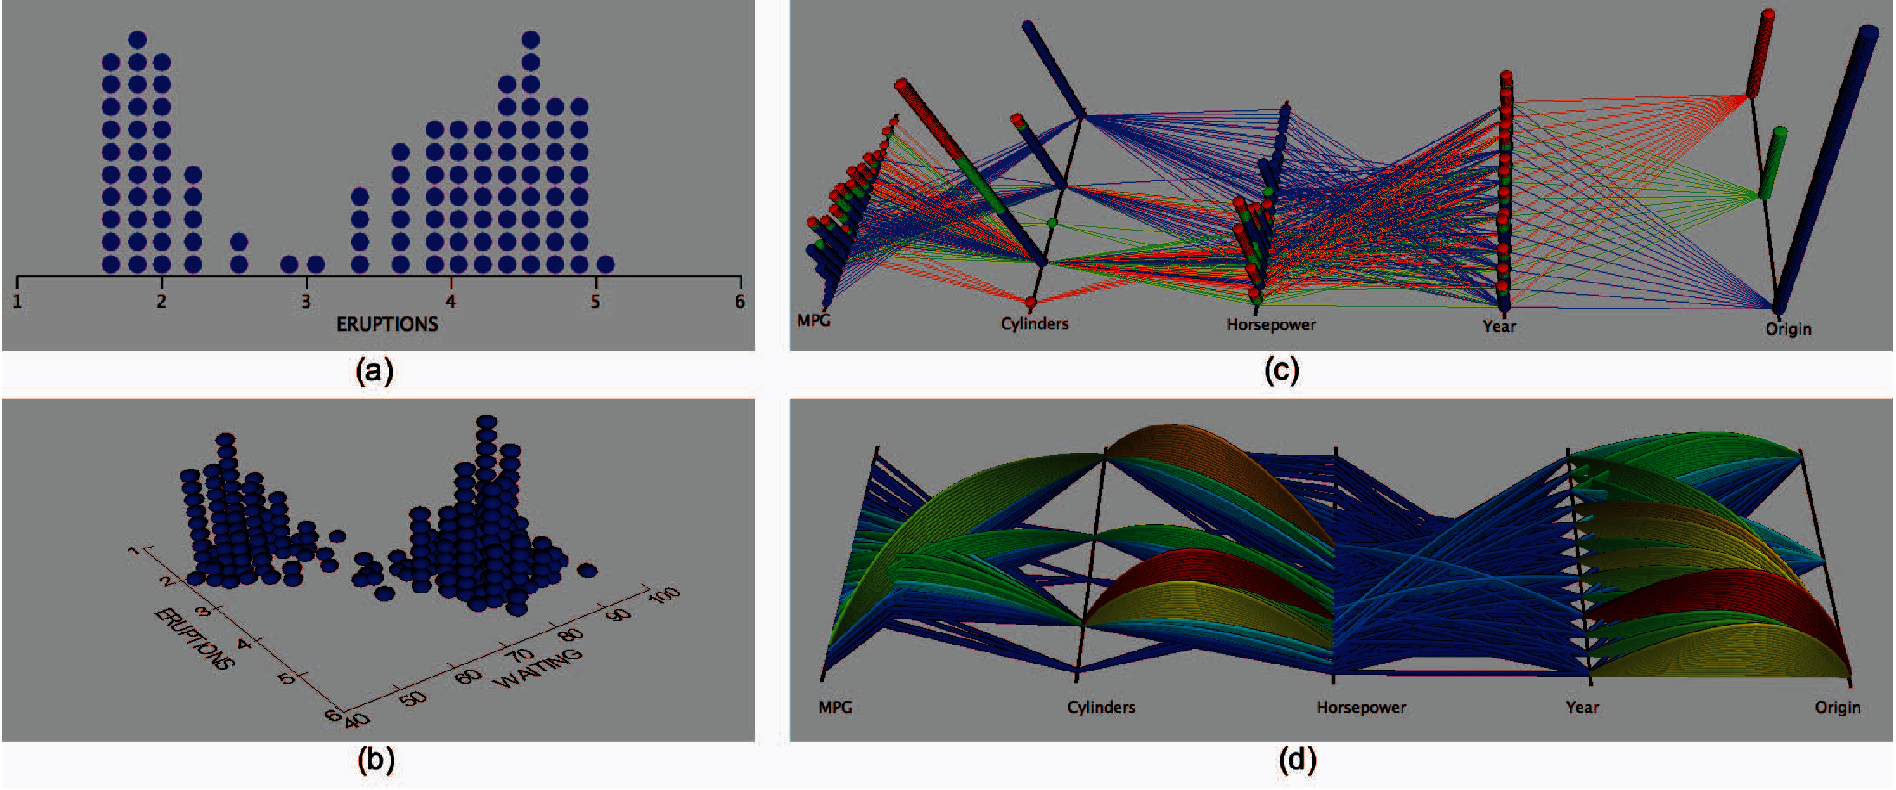 1 2 3 4 5 6
ERUPTIONS
(a)
MPG Cylinders Horsepower Year Origin
(c)
1 2 3 4 5 6
ERUPTIONS
40 50 60 70 80 90 100
WAITING
(b)
MPG Cylinders Horsepower Year Origin
(d)